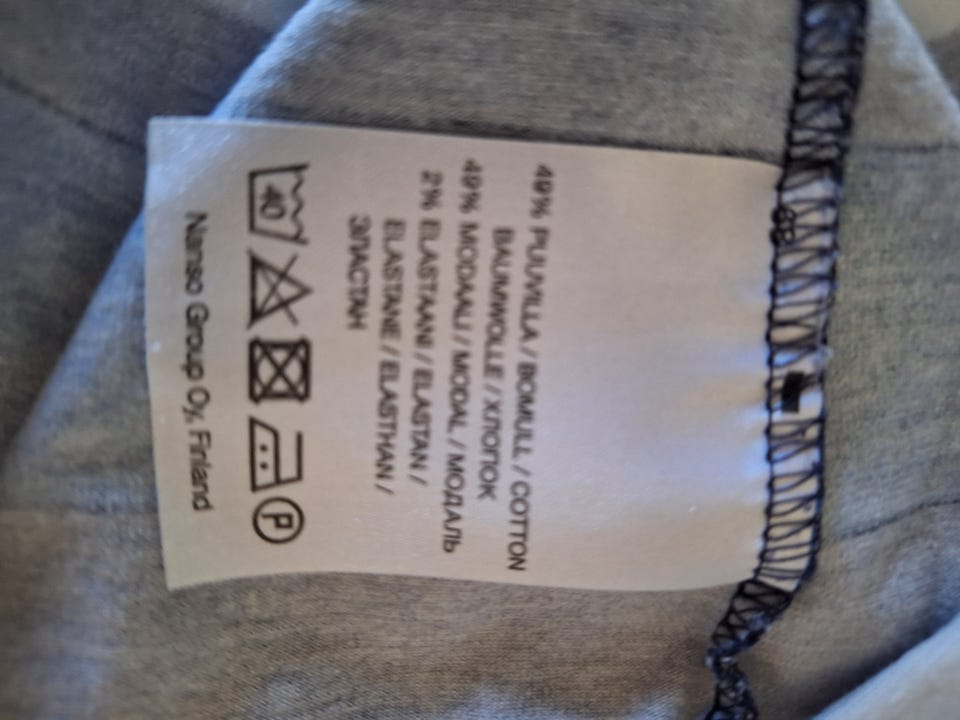 49% PUUVILLA / BOMULL / COTTON
BAUMWOLLE / ХЛОПОК
49% MODAALI / MODAL / МОДАЛЬ
2% ELASTAANI / ELASTAN /
ELASTANE / ELASTHAN /
ЭЛАСТАН
40 P
Nanso Group Oy, Finland